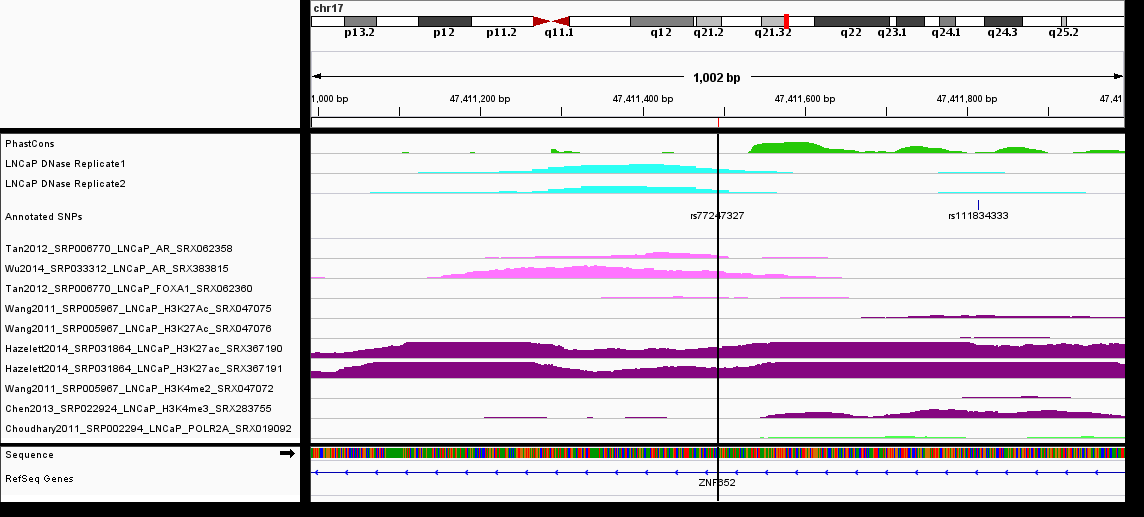 chr17
p13.2 p12 p11.2 q11.1 q12 q21.2 q21.32 q22 q23.1 q24.1 q24.3 q25.2
1,002 bp
1,000 bp 47,411,200 bp 47,411,400 bp 47,411,600 bp 47,411,800 bp 47,41
PhastCons
LNCaP DNase Replicate1
LNCaP DNase Replicate2
Annotated SNPs rs77247327 rs111834333
Tan2012_SRP006770_LNCaP_AR_SRX062358
Wu2014_SRP033312_LNCaP_AR_SRX383815
Tan2012_SRP006770_LNCaP_FOXA1_SRX062360
Wang2011_SRP005967_LNCaP_H3K27Ac_SRX047075
Wang2011_SRP005967_LNCaP_H3K27Ac_SRX047076
Hazelett2014_SRP031864_LNCaP_H3K27ac_SRX367190
Hazelett2014_SRP031864_LNCaP_H3K27ac_SRX367191
Wang2011_SRP005967_LNCaP_H3K4me2_SRX047072
Chen2013_SRP022924_LNCaP_H3K4me3_SRX283755
Choudhary2011_SRP002294_LNCaP_POLR2A_SRX019092
Sequence
RefSeq Genes
ZNF652